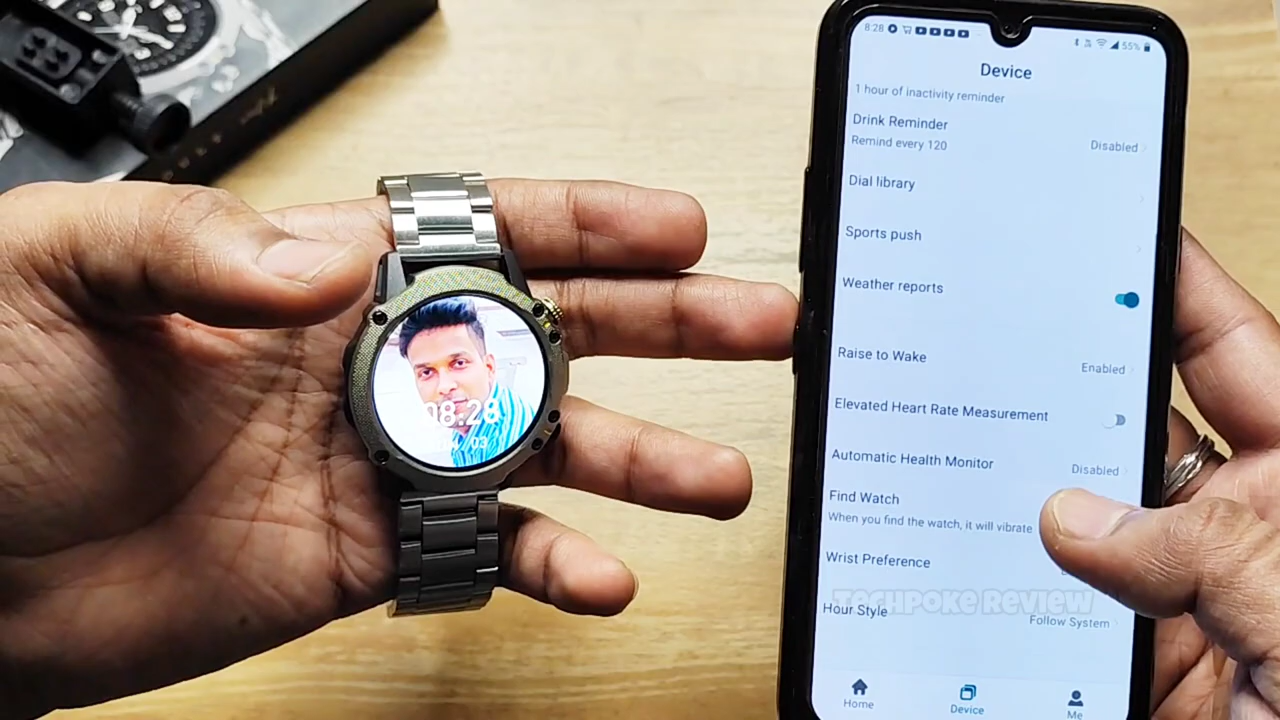 8:28
55%
Device
1 hour of inactivity reminder
Drink Reminder
Remind every 120
Disabled
Dial library
Sports push
Weather reports
Raise to Wake
Enabled
Elevated Heart Rate Measurement
Automatic Health Monitor
Disabled
Find Watch
When you find the watch, it will vibrate
Wrist Preference
TECHPOKE REVIEW
Hour Style
Follow System
Home
Device
Me
08:28
03